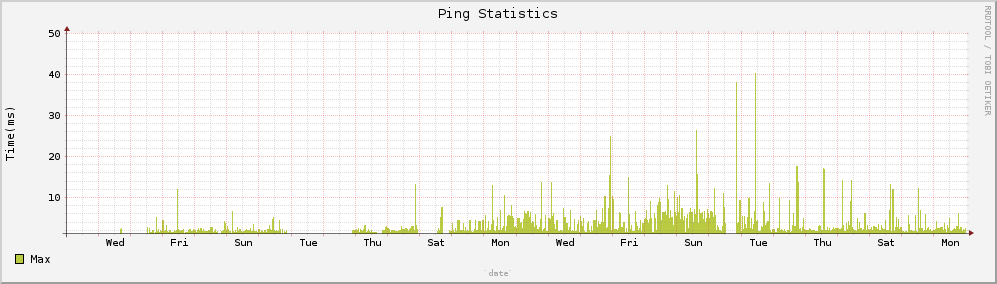 Ping Statistics
RRDTOOL / TOBI OETIKER
Time(ms)
50
40
30
20
10
Wed Fri Sun Tue Thu Sat Mon Wed Fri Sun Tue Thu Sat Mon
Max
`date`